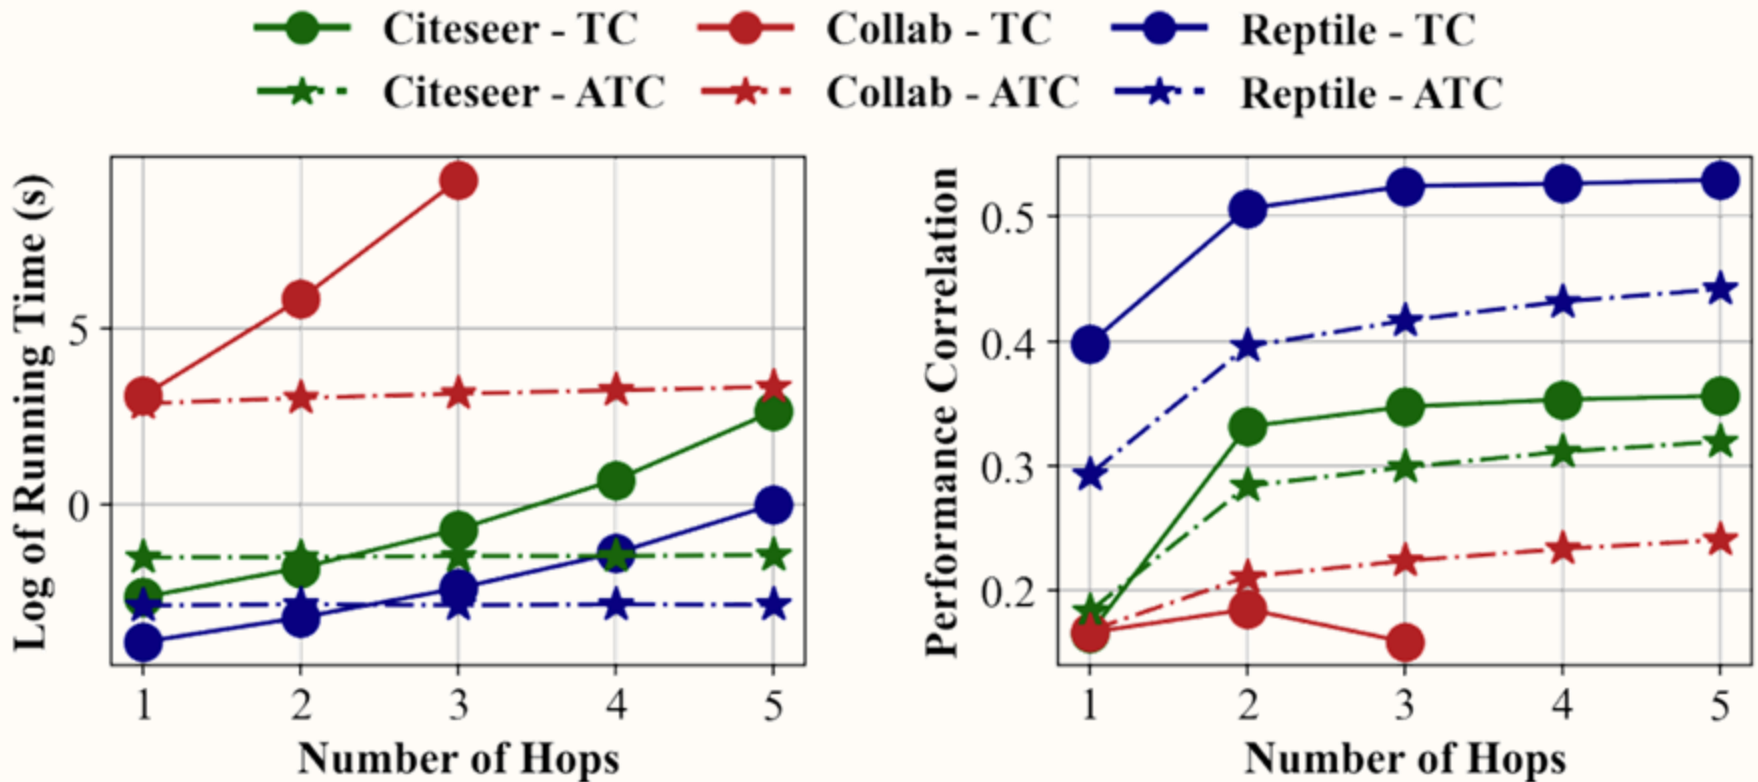 Citeseer - TC
Collab - TC
Reptile - TC
Citeseer - ATC
Collab - ATC
Reptile - ATC
Log of Running Time (s)
5
0
1 2 3 4 5
Number of Hops
Performance Correlation
0.5
0.4
0.3
0.2
1 2 3 4 5
Number of Hops